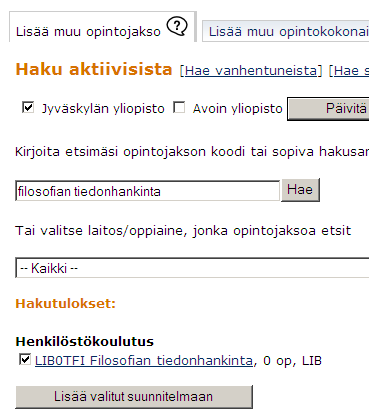 Lisää muu opintojakso ? Lisää muu opintokokonai
Haku aktiivisista [Hae vanhentuneista] [Hae s
Jyväskylän yliopisto Avoin yliopisto Päivitä
Kirjoita etsimäsi opintojakson koodi tai sopiva hakusar
filosofian tiedonhankinta Hae
Tai valitse laitos/oppiaine, jonka opintojaksoa etsit
-- Kaikki --
Hakutulokset:
Henkilöstökoulutus
LIB0TFI Filosofian tiedonhankinta, 0 op, LIB
Lisää valitut suunnitelmaan